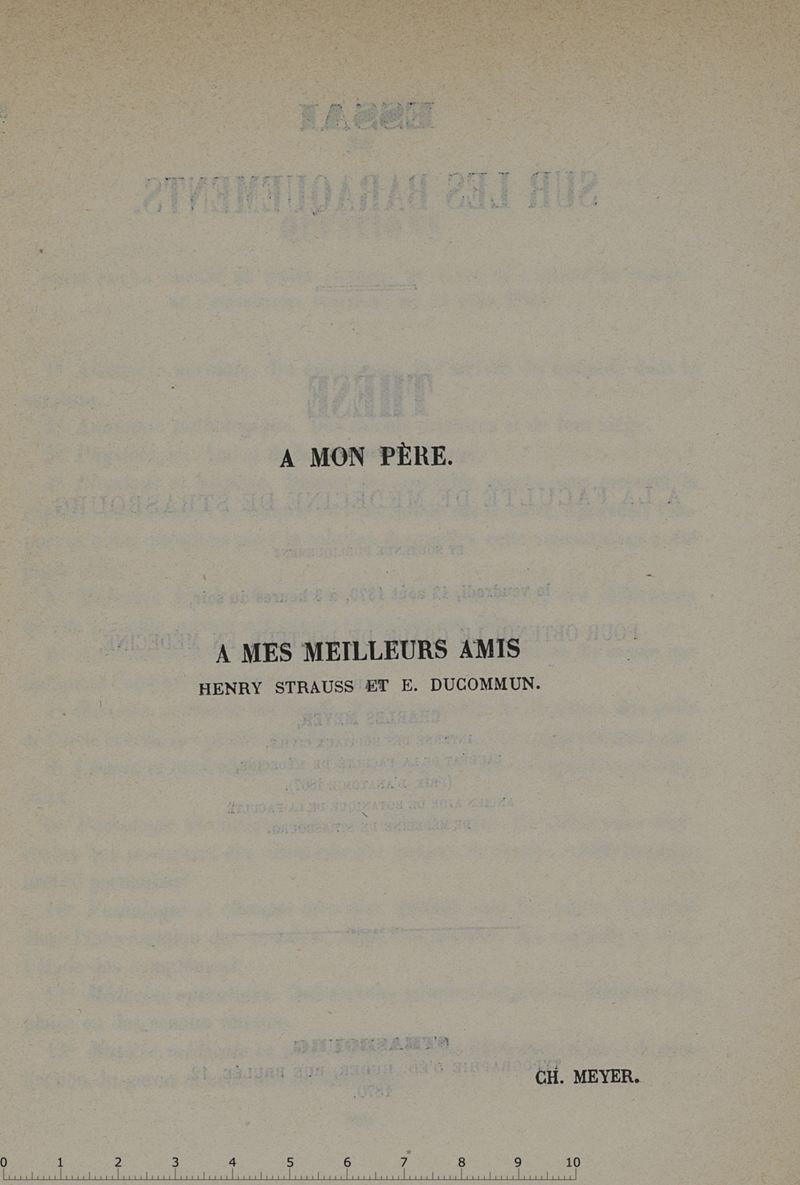 A MON PÈRE.
A MES MEILLEURS AMIS
HENRY STRAUSS ET E. DUCOMMUN.
CH. MEYER.
0 1 2 3 4 5 6 7 8 9 10